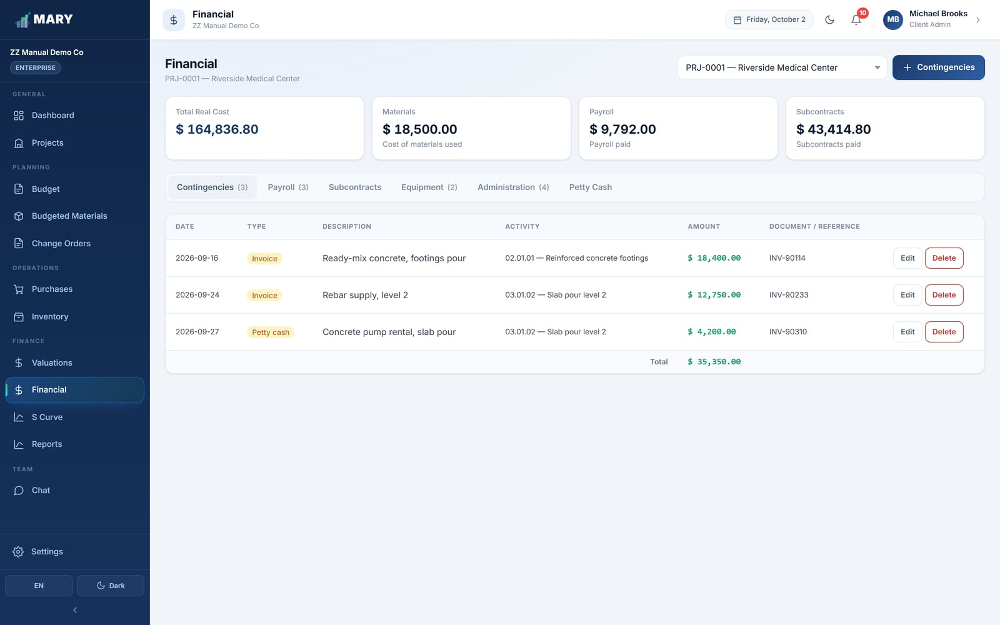 MARY
ZZ Manual Demo Co
ENTERPRISE
GENERAL
Dashboard
Projects
PLANNING
Budget
Budgeted Materials
Change Orders
OPERATIONS
Purchases
Inventory
FINANCE
Valuations
Financial
S Curve
Reports
TEAM
Chat
Settings
EN
Dark
Financial
ZZ Manual Demo Co
Friday, October 2
10
MB
Michael Brooks
Client Admin
Financial
PRJ-0001 — Riverside Medical Center
PRJ-0001 — Riverside Medical Center
+ Contingencies
Total Real Cost
$ 164,836.80
Materials
$ 18,500.00
Cost of materials used
Payroll
$ 9,792.00
Payroll paid
Subcontracts
$ 43,414.80
Subcontracts paid
Contingencies (3) Payroll (3) Subcontracts Equipment (2) Administration (4) Petty Cash
DATE TYPE DESCRIPTION ACTIVITY AMOUNT DOCUMENT / REFERENCE
2026-09-16 Invoice Ready-mix concrete, footings pour 02.01.01 — Reinforced concrete footings $ 18,400.00 INV-90114 Edit Delete
2026-09-24 Invoice Rebar supply, level 2 03.01.02 — Slab pour level 2 $ 12,750.00 INV-90233 Edit Delete
2026-09-27 Petty cash Concrete pump rental, slab pour 03.01.02 — Slab pour level 2 $ 4,200.00 INV-90310 Edit Delete
Total $ 35,350.00